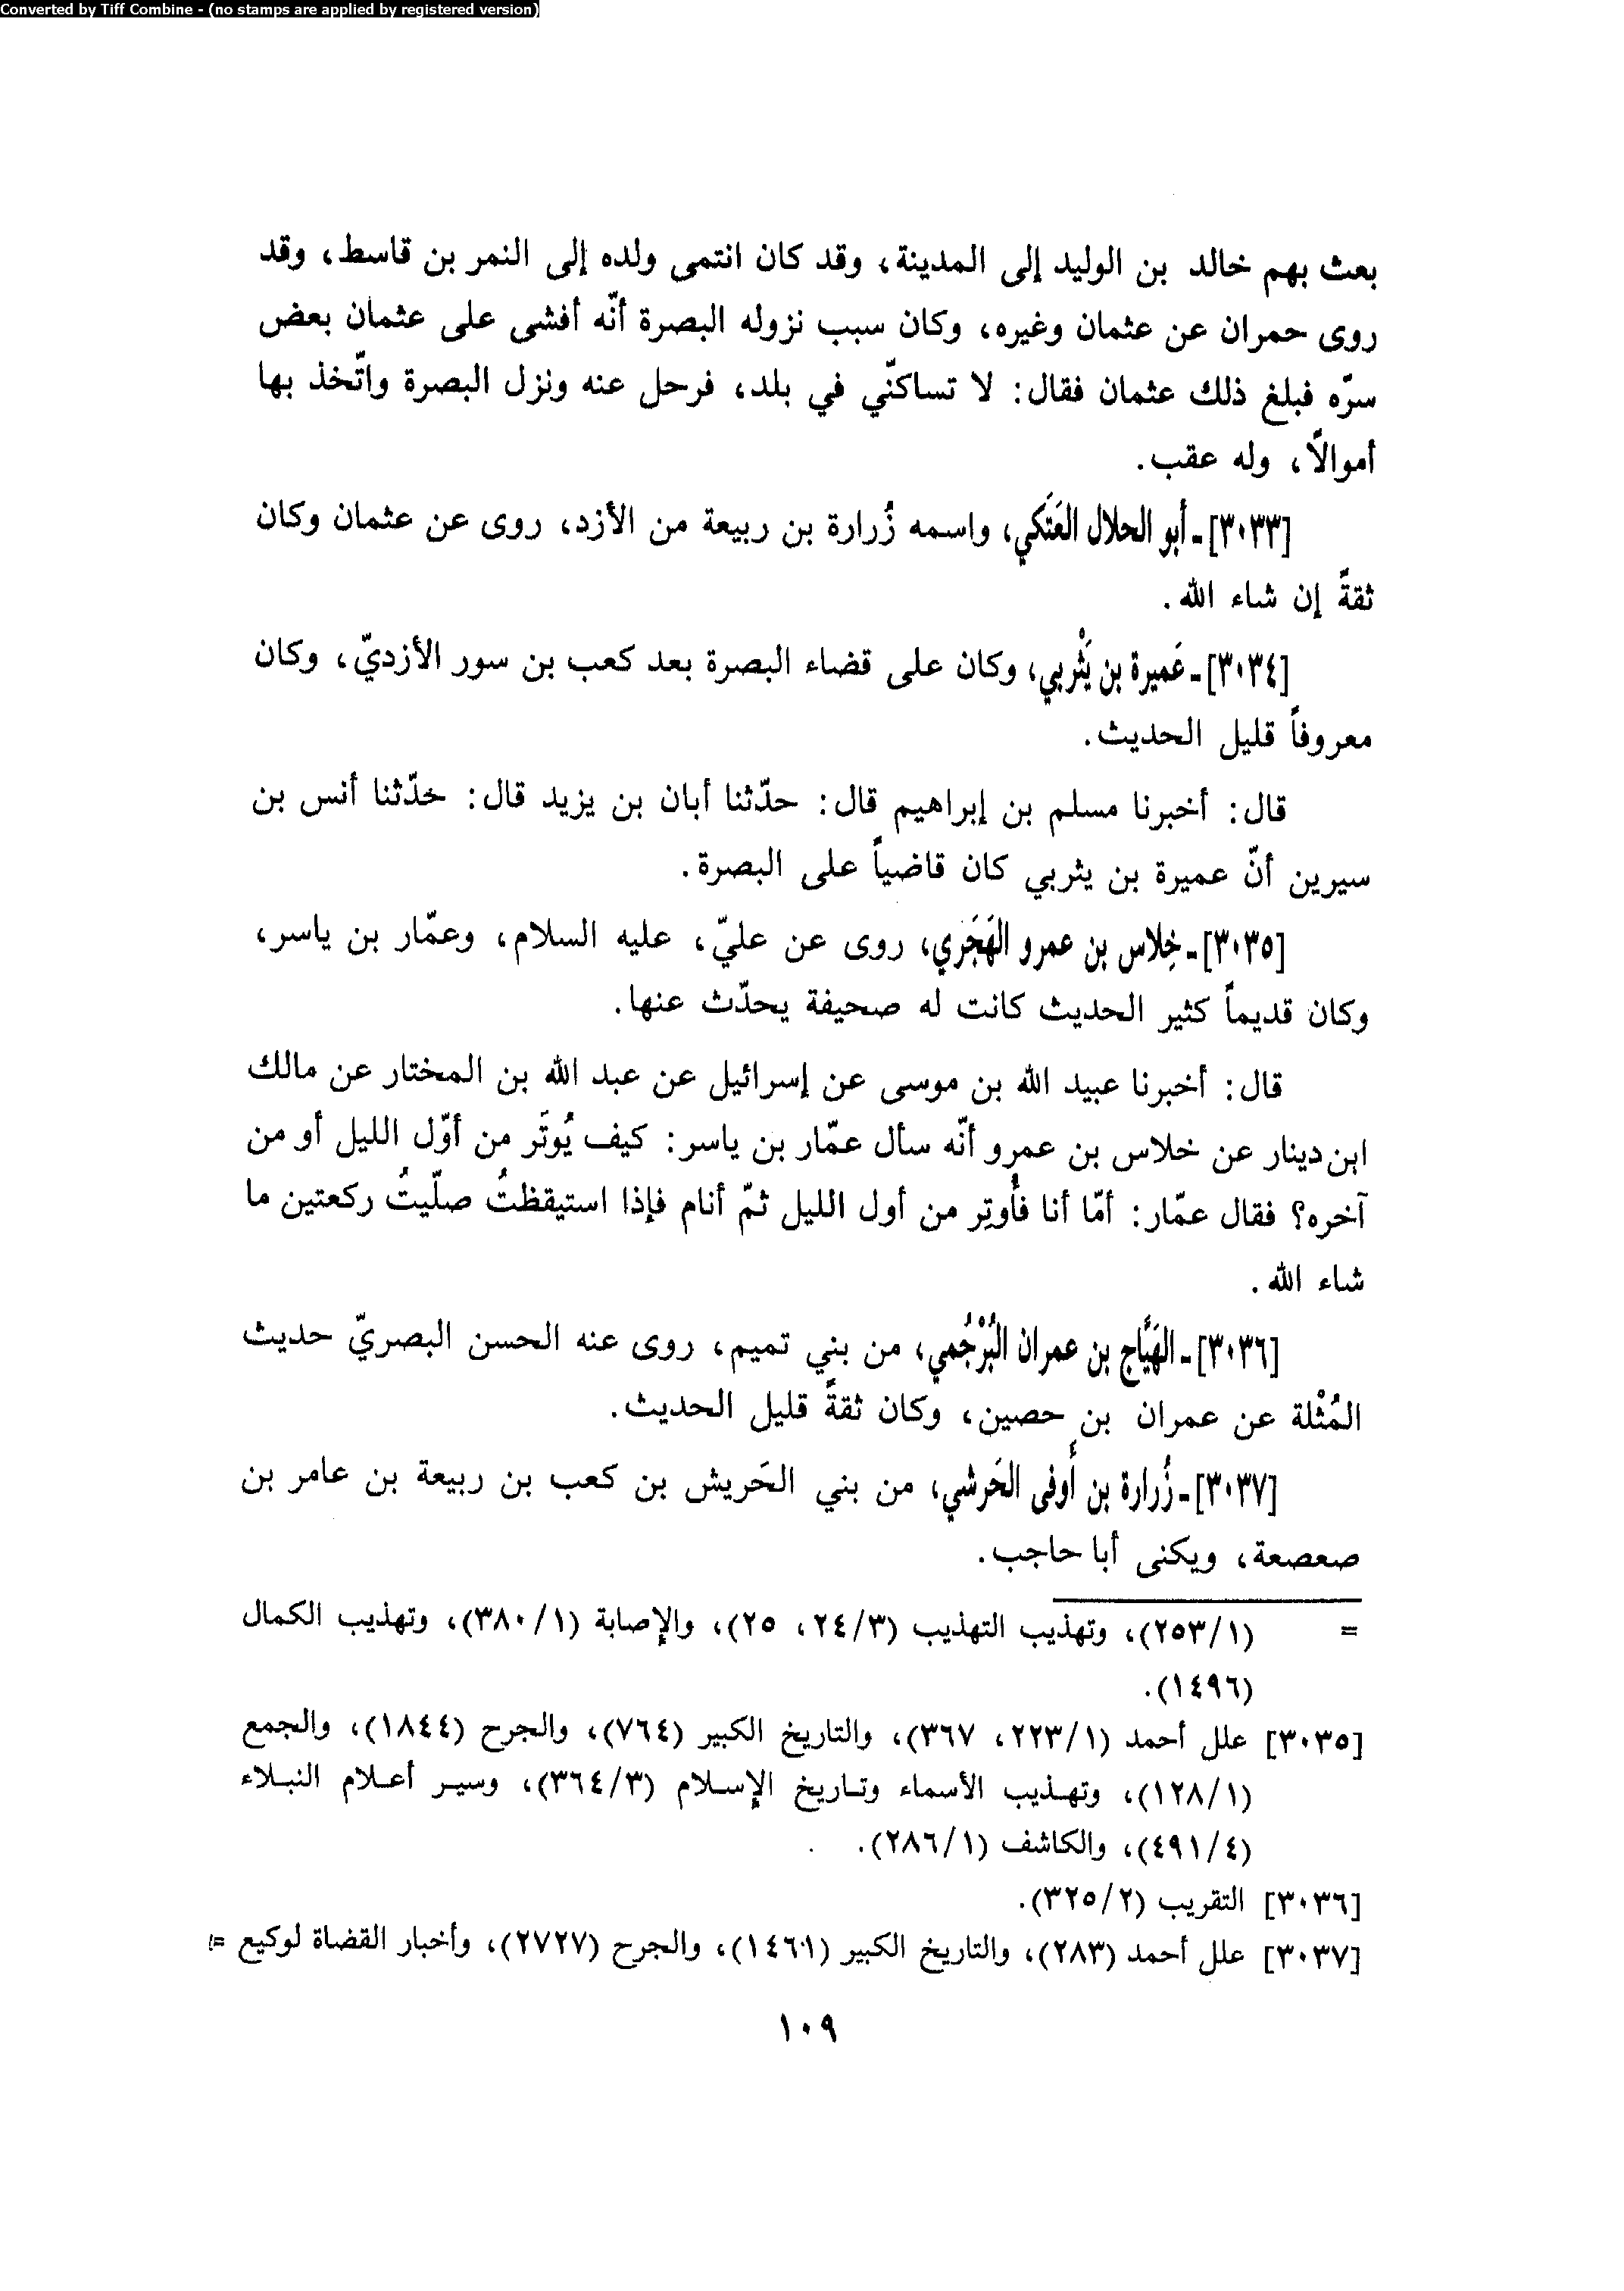 Converted by Tiff Combine - (no stamps are applied by registered version)
بعث بهم خالد بن الوليد إلى المدينة، وقد كان انتمى ولده إلى النمر بن قاسط، وقد
روى حمران عن عثمان وغيره، وكان سبب نزوله البصرة أنّه أفشى على عثمان بعض
سرّه فبلغ ذلك عثمان فقال: لا تساكنّي في بلد، فرحل عنه ونزل البصرة واتّخذ بها
أموالاً، وله عقب.
[٣٠٣٣]ـ أبو الحلال العَتَكي، واسمه زُرارة بن ربيعة من الأزد، روى عن عثمان وكان
ثقةً إن شاء الله.
[٣٠٣٤]ـ عَميرة بن يَثْربي، وكان على قضاء البصرة بعد كعب بن سور الأزديّ، وكان
معروفاً قليل الحديث.
قال: أخبرنا مسلم بن إبراهيم قال: حدّثنا أبان بن يزيد قال: حدّثنا أنس بن
سيرين أنّ عميرة بن يثربي كان قاضياً على البصرة.
[٣٠٣٥]ـ خِلاس بن عمرو الهَجَري، روى عن عليّ، عليه السلام، وعمّار بن ياسر،
وكان قديماً كثير الحديث كانت له صحيفة يحدّث عنها.
قال: أخبرنا عبيد الله بن موسى عن إسرائيل عن عبد الله بن المختار عن مالك
ابن دينار عن خلاس بن عمرو أنّه سأل عمّار بن ياسر: كيف يُوتَر من أوّل الليل أو من
آخره؟ فقال عمّار: أمّا أنا فأُوتِر من أول الليل ثمّ أنام فإذا استيقظتُ صلّيتُ ركعتين ما
شاء الله.
[٣٠٣٦]ـ الهَيَّاج بن عمران البُرْجُمي، من بني تميم، روى عنه الحسن البصريّ حديث
المُثْلة عن عمران بن حصين، وكان ثقةً قليل الحديث.
[٣٠٣٧]ـ زُرارة بن أَوفى الحَرشي، من بني الحَريش بن كعب بن ربيعة بن عامر بن
صعصعة، ويكنى أبا حاجب.
= (٢٥٣/١)، وتهذيب التهذيب (٢٤/٣، ٢٥)، والإصابة (٣٨٠/١)، وتهذيب الكمال
(١٤٩٦).
[٣٠٣٥] علل أحمد (٢٢٣/١، ٣٦٧)، والتاريخ الكبير (٧٦٤)، والجرح (١٨٤٤)، والجمع
(١٢٨/١)، وتهـذيب الأسماء وتـاريخ الإسـلام (٣٦٤/٣)، وسيـر أعـلام النبـلاء
(٤٩١/٤)، والكاشف (٢٨٦/١).
[٣٠٣٦] التقريب (٣٢٥/٢).
[٣٠٣٧] علل أحمد (٢٨٣)، والتاريخ الكبير (١٤٦١)، والجرح (٢٧٢٧)، وأخبار القضاة لوكيع =
١٠٩